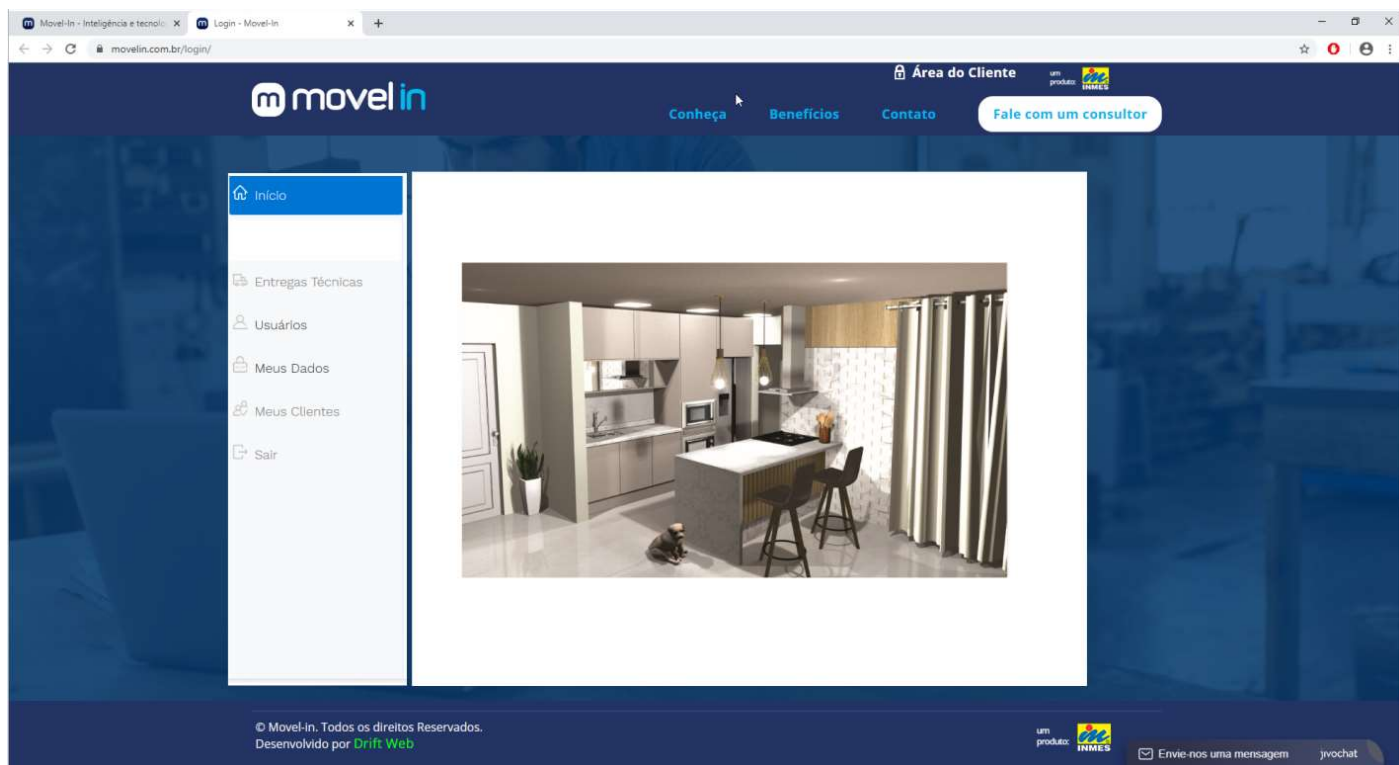 Movel-In - Inteligência e tecnolo
Login - Movel-In
movelin.com.br/login/
movel in
Área do Cliente
um
produto:
INMES
Conheça
Benefícios
Contato
Fale com um consultor
Início
Entregas Técnicas
Usuários
Meus Dados
Meus Clientes
Sair
© Movel-in. Todos os direitos Reservados.
Desenvolvido por Drift Web
um
produto:
INMES
Envie-nos uma mensagem
jivochat